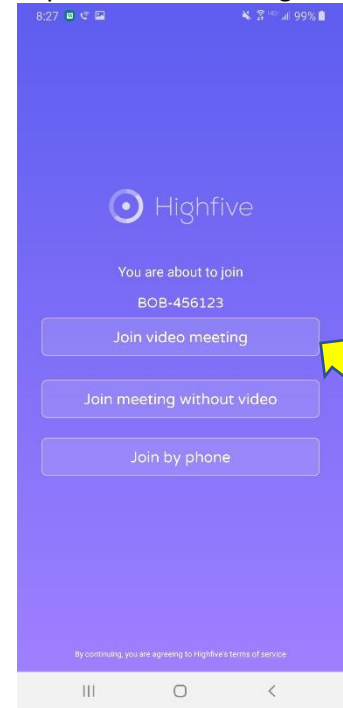 8:27 99%
Highfive
You are about to join
BOB-456123
Join video meeting
Join meeting without video
Join by phone
By continuing, you are agreeing to Highfive's terms of service